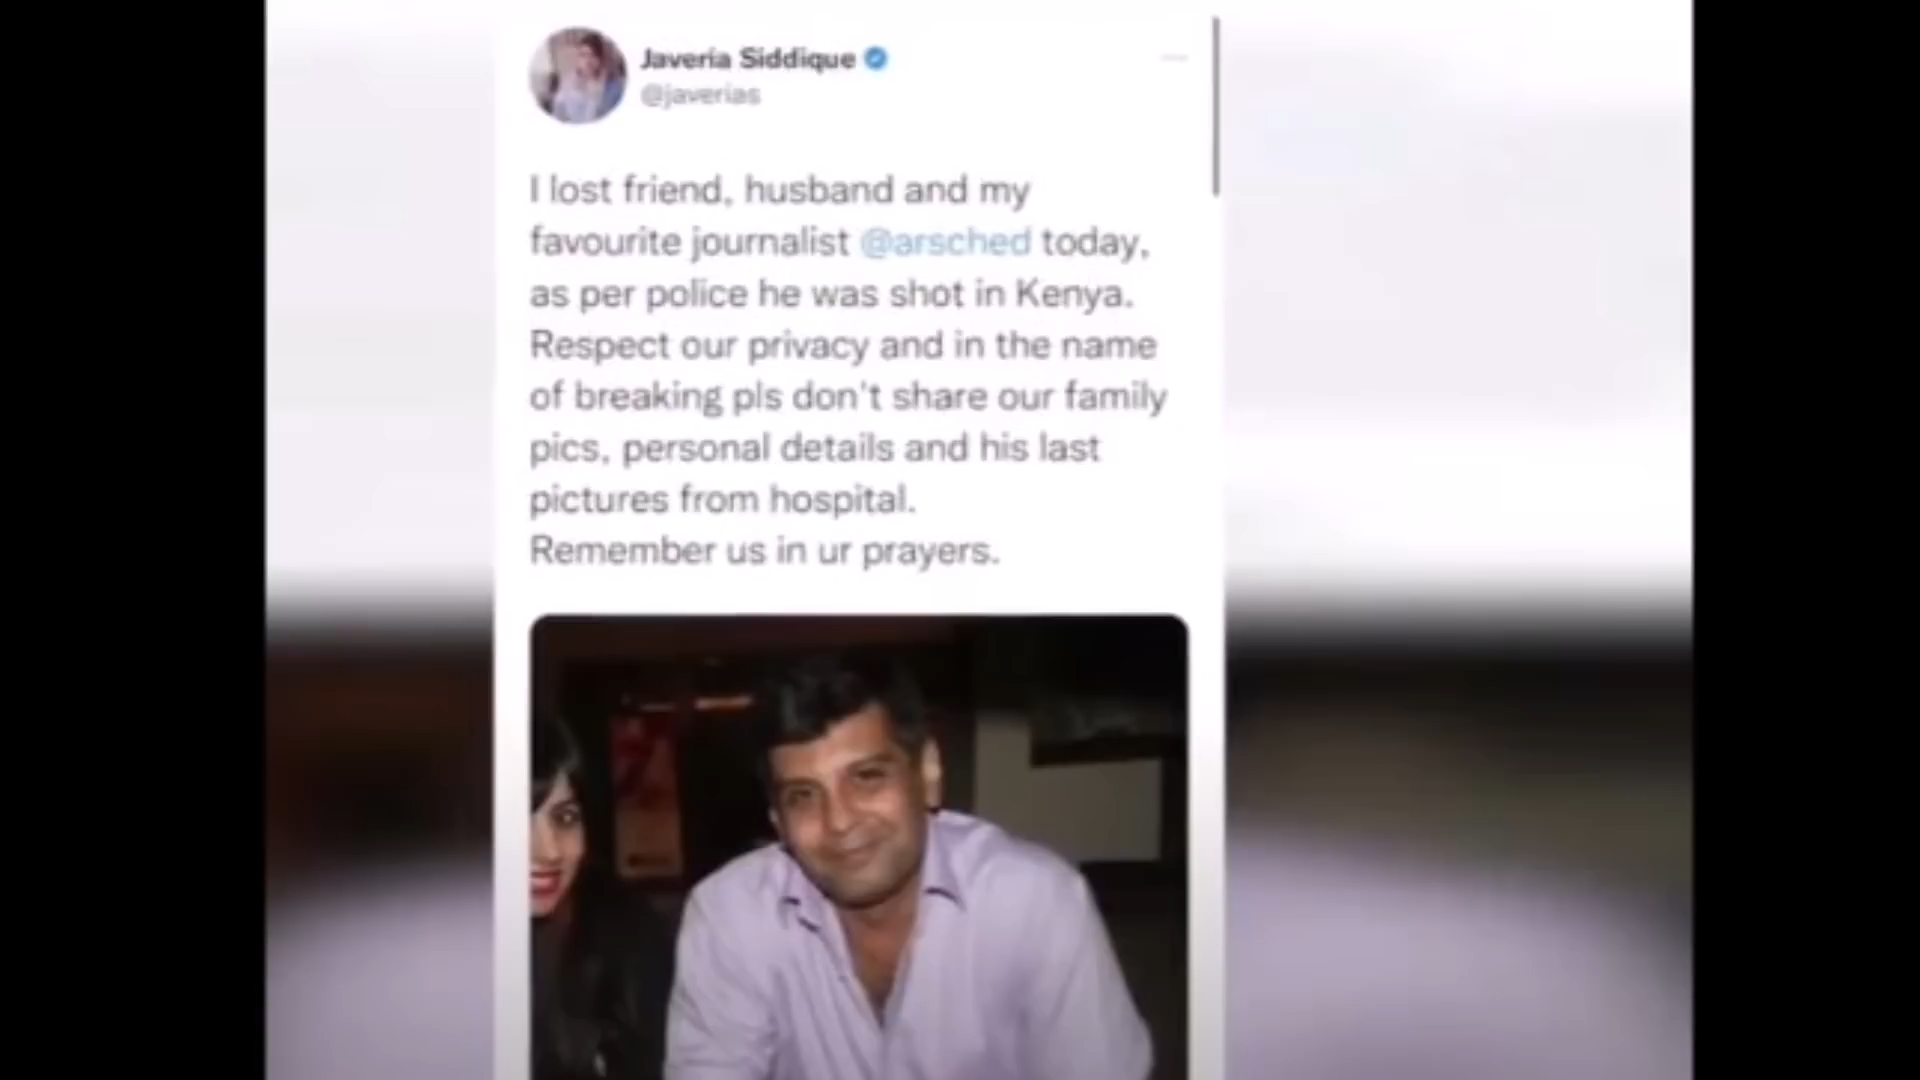 Javeria Siddique
@javerias
I lost friend, husband and my
favourite journalist @arsched today,
as per police he was shot in Kenya.
Respect our privacy and in the name
of breaking pls don't share our family
pics, personal details and his last
pictures from hospital.
Remember us in ur prayers.